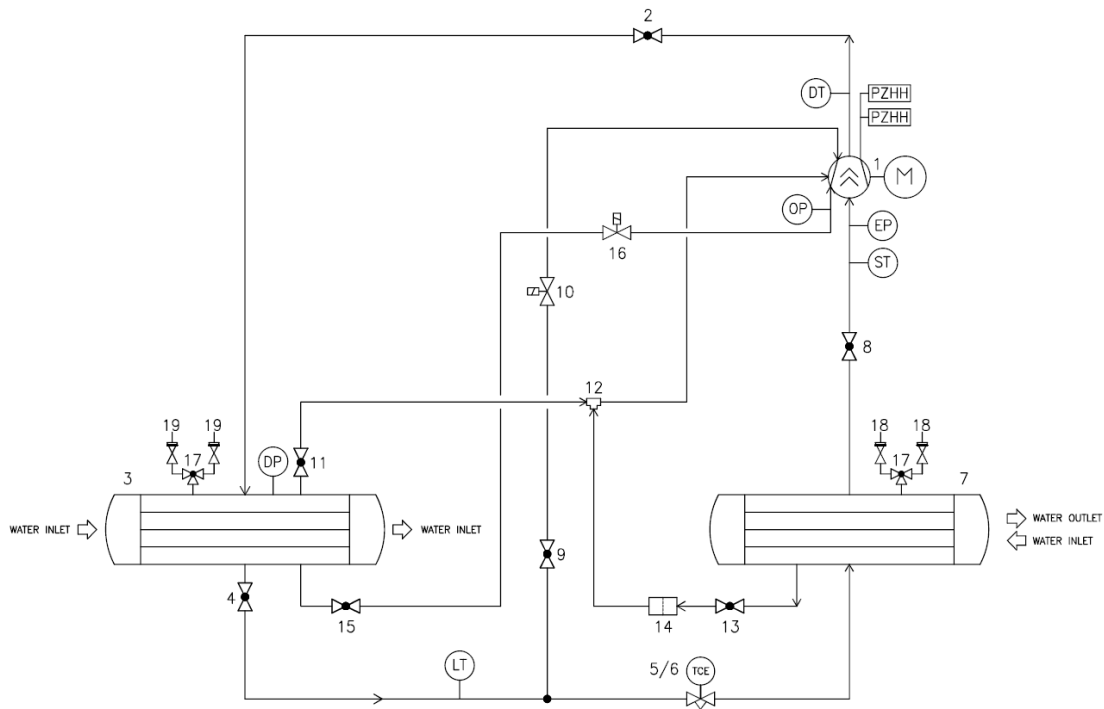 2
DT
PZHH
PZHH
1
M
OP
EP
16
ST
10
8
12
19
19
18
18
17
17
3
DP
11
7
WATER INLET
WATER INLET
WATER OUTLET
WATER INLET
9
4
15
14
13
LT
5/6
TCE